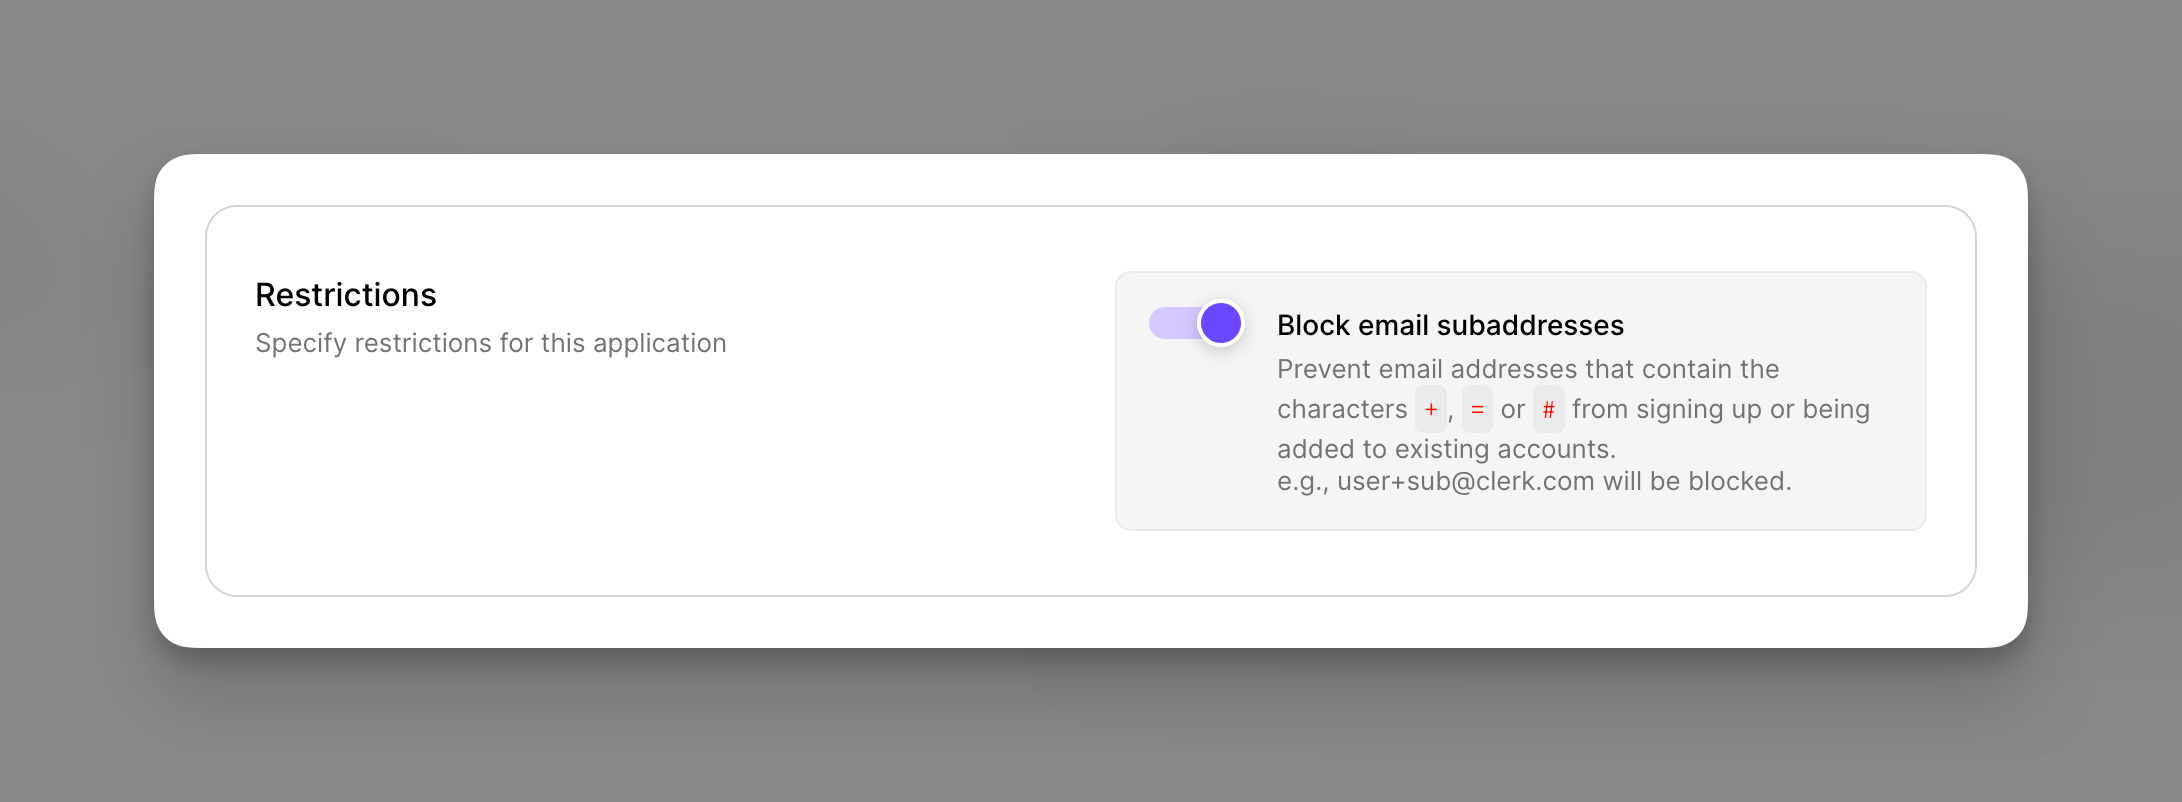 Restrictions
Specify restrictions for this application
Block email subaddresses
Prevent email addresses that contain the
characters +, = or # from signing up or being
added to existing accounts.
e.g., user+sub@clerk.com will be blocked.